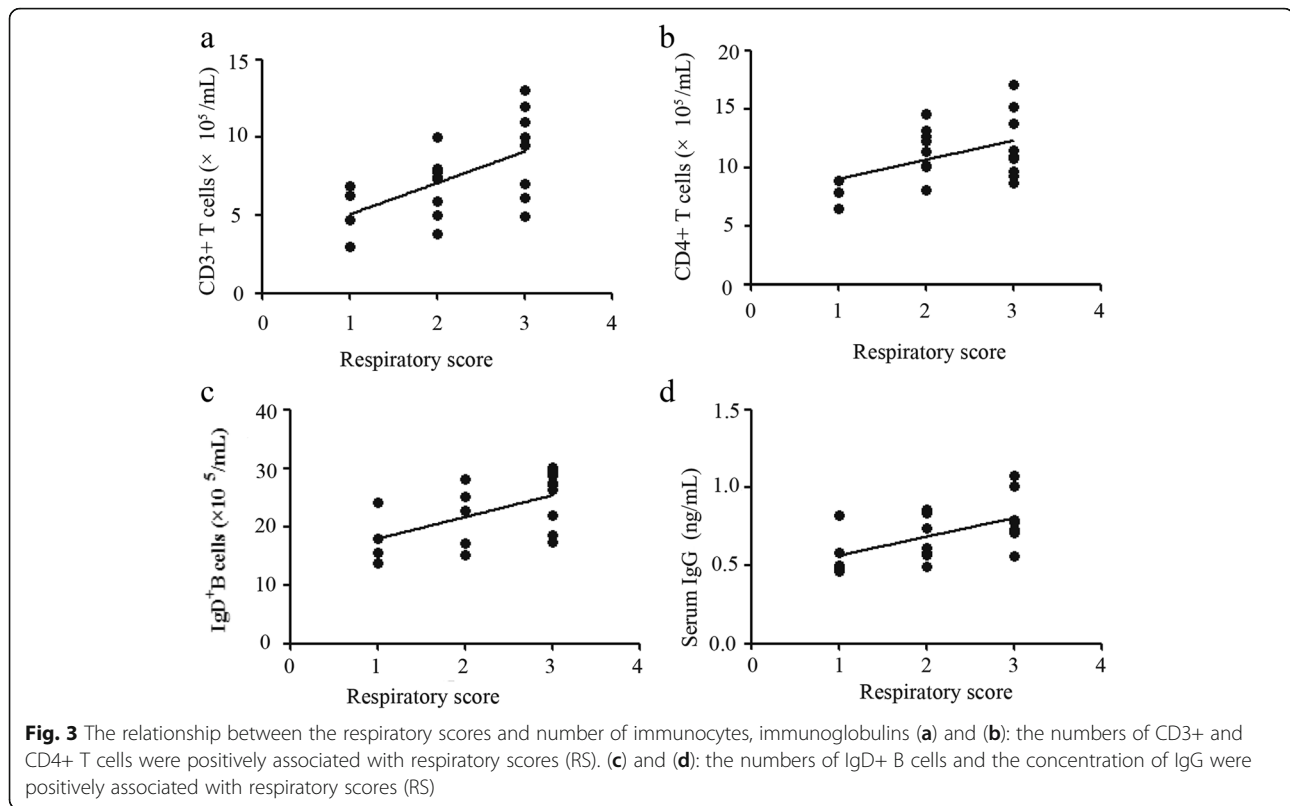 a
b
15
10
5
0
CD3+ T cells (× 10⁵/mL)
0 1 2 3 4
Respiratory score
20
15
10
5
0
CD4+ T cells (× 10⁵/mL)
0 1 2 3 4
Respiratory score
c
d
40
30
20
10
0
IgD⁺B cells (×10 ⁵/mL)
0 1 2 3 4
Respiratory score
1.5
1.0
0.5
0.0
Serum IgG (ng/mL)
0 1 2 3 4
Respiratory score
Fig. 3 The relationship between the respiratory scores and number of immunocytes, immunoglobulins (a) and (b): the numbers of CD3+ and
CD4+ T cells were positively associated with respiratory scores (RS). (c) and (d): the numbers of IgD+ B cells and the concentration of IgG were
positively associated with respiratory scores (RS)